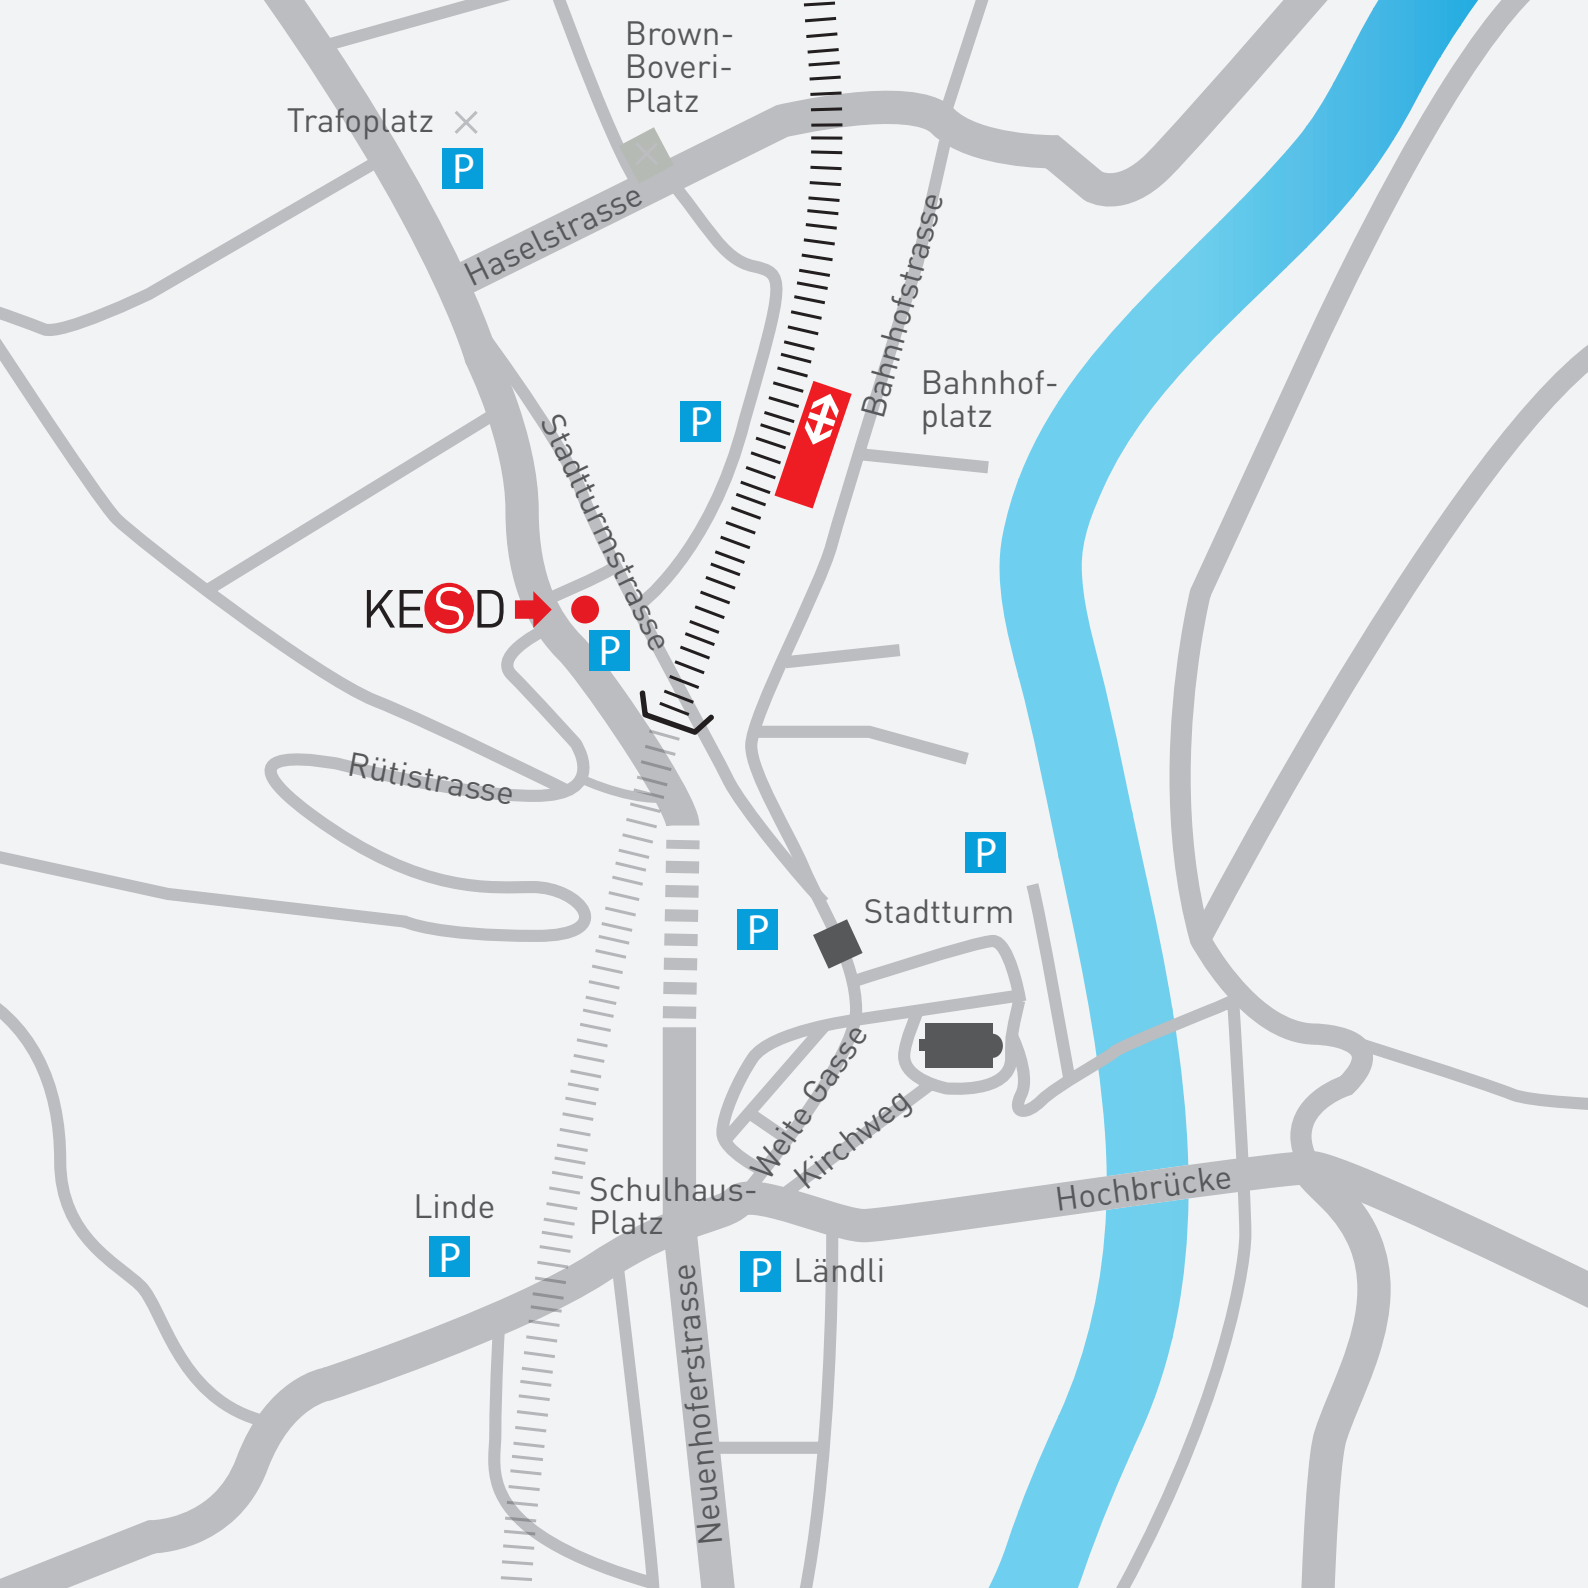 Brown-
Boveri-
Platz
Trafoplatz
P
Haselstrasse
Bahnhofstrasse
Bahnhof-
platz
P
Stadtturmstrasse
KESD
P
Rütistrasse
P
P
Stadtturm
Weite Gasse
Kirchweg
Schulhaus-
Platz
Hochbrücke
Linde
P
P Ländli
Neuenhoferstrasse